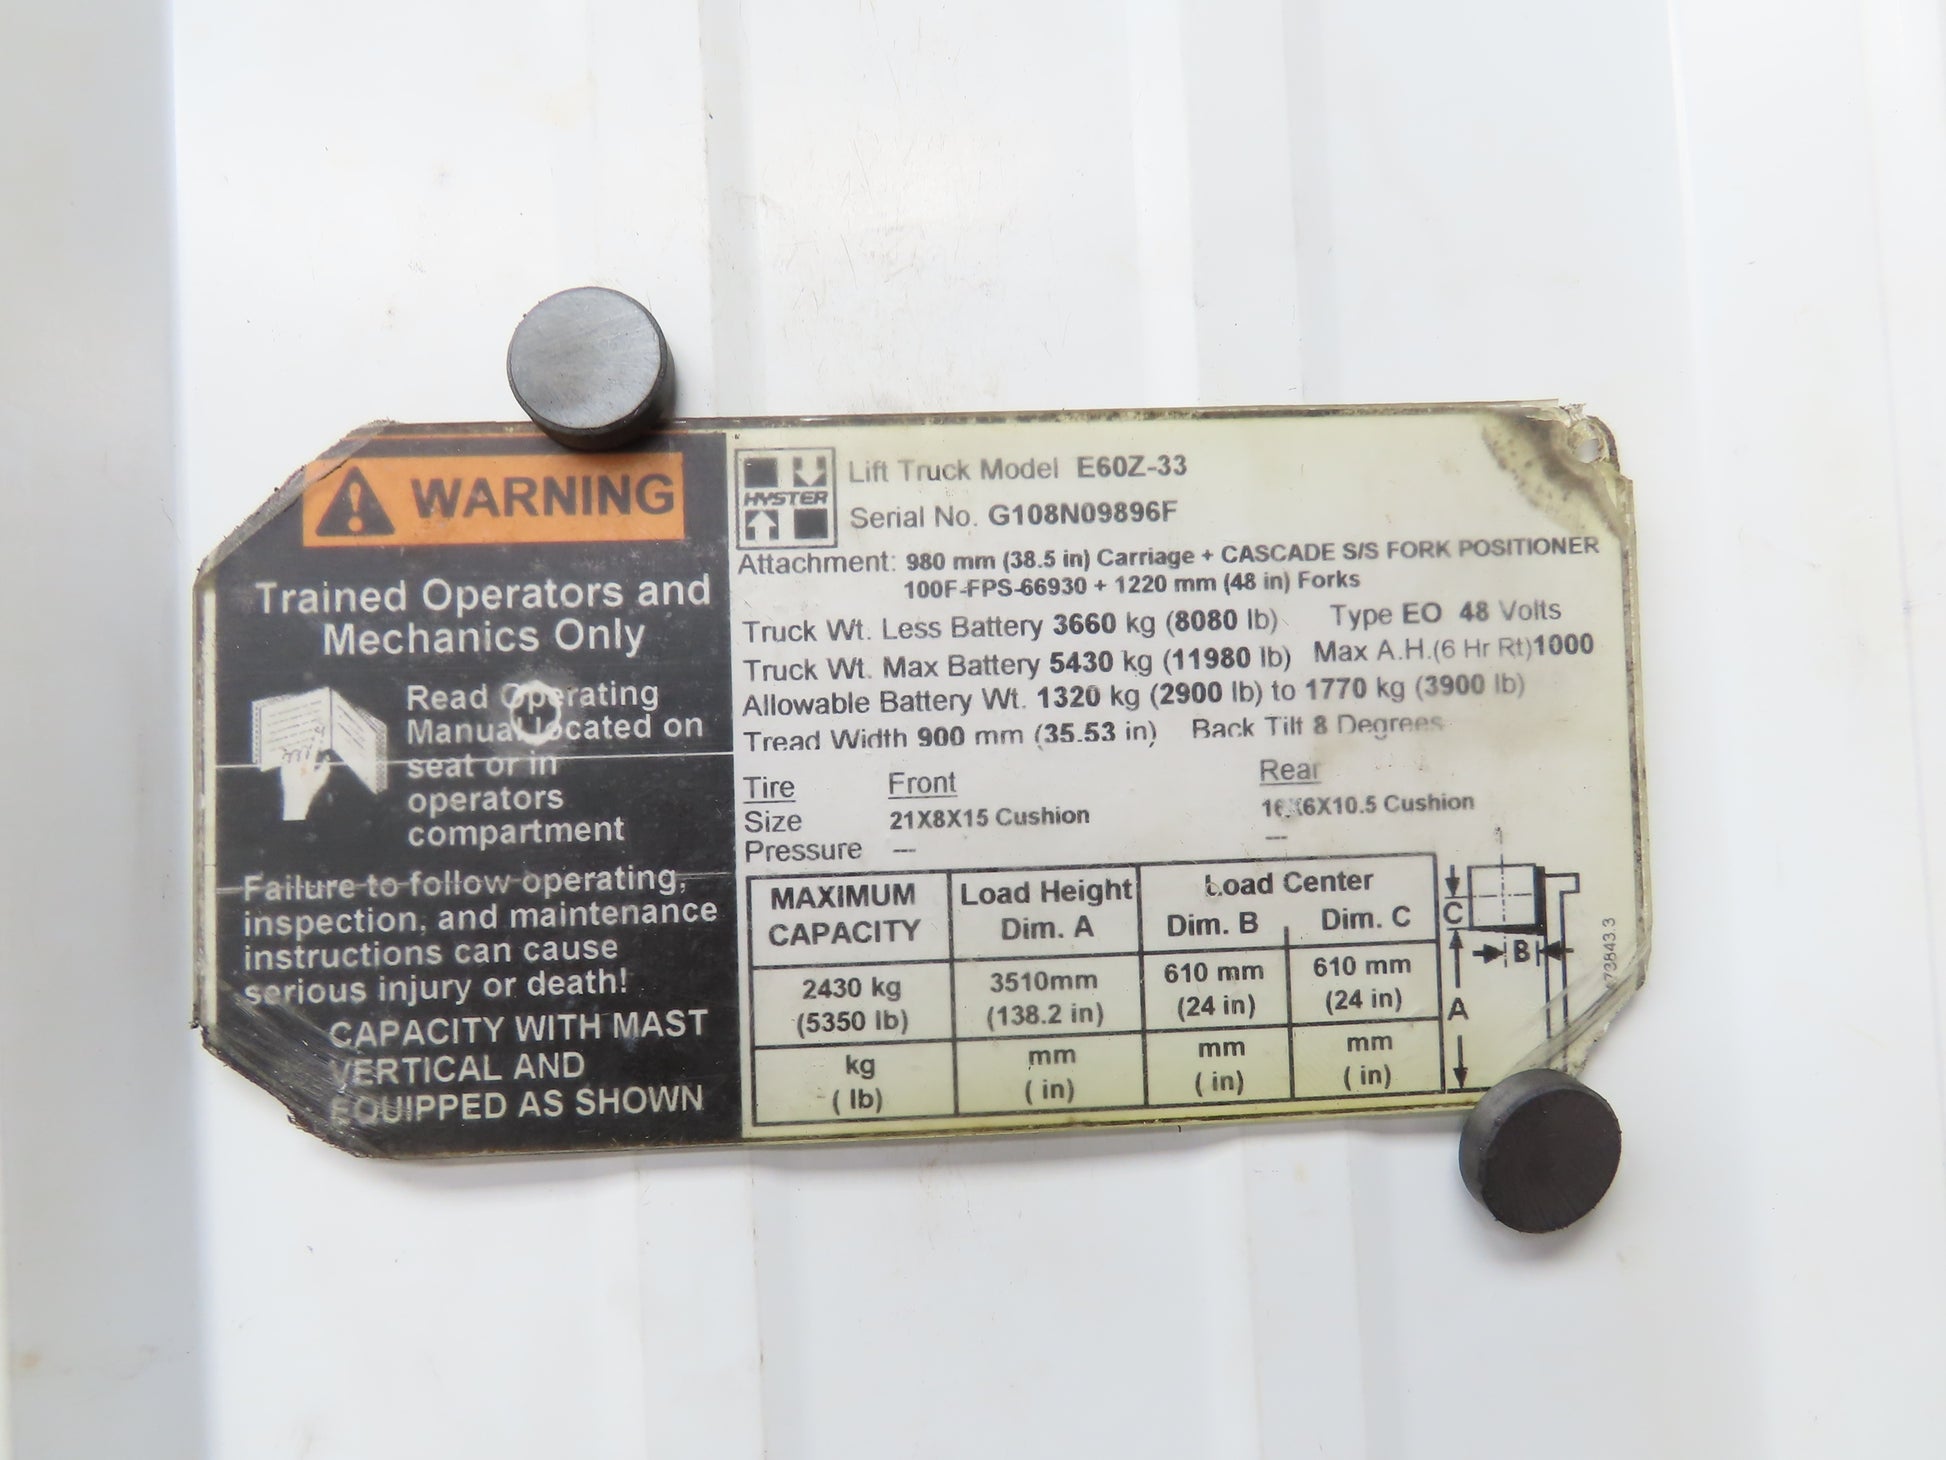 WARNING
Trained Operators and
Mechanics Only
Read Operating
Manual located on
seat or in
operators
compartment
Failure to follow operating,
inspection, and maintenance
instructions can cause
serious injury or death!
CAPACITY WITH MAST
VERTICAL AND
EQUIPPED AS SHOWN
HYSTER
Lift Truck Model E60Z-33
Serial No. G108N09896F
Attachment: 980 mm (38.5 in) Carriage + CASCADE S/S FORK POSITIONER
100F-FPS-66930 + 1220 mm (48 in) Forks
Truck Wt. Less Battery 3660 kg (8080 lb) Type EO 48 Volts
Truck Wt. Max Battery 5430 kg (11980 lb) Max A.H.(6 Hr Rt)1000
Allowable Battery Wt. 1320 kg (2900 lb) to 1770 kg (3900 lb)
Tread Width 900 mm (35.53 in) Back Tilt 8 Degrees
Tire Front Rear
Size 21X8X15 Cushion 16X6X10.5 Cushion
Pressure --- ---
MAXIMUM CAPACITY Load Height Dim. A Load Center
Dim. B Dim. C
2430 kg 3510mm 610 mm 610 mm
(5350 lb) (138.2 in) (24 in) (24 in)
kg mm mm mm
( lb) ( in) ( in) ( in)
C
B
A